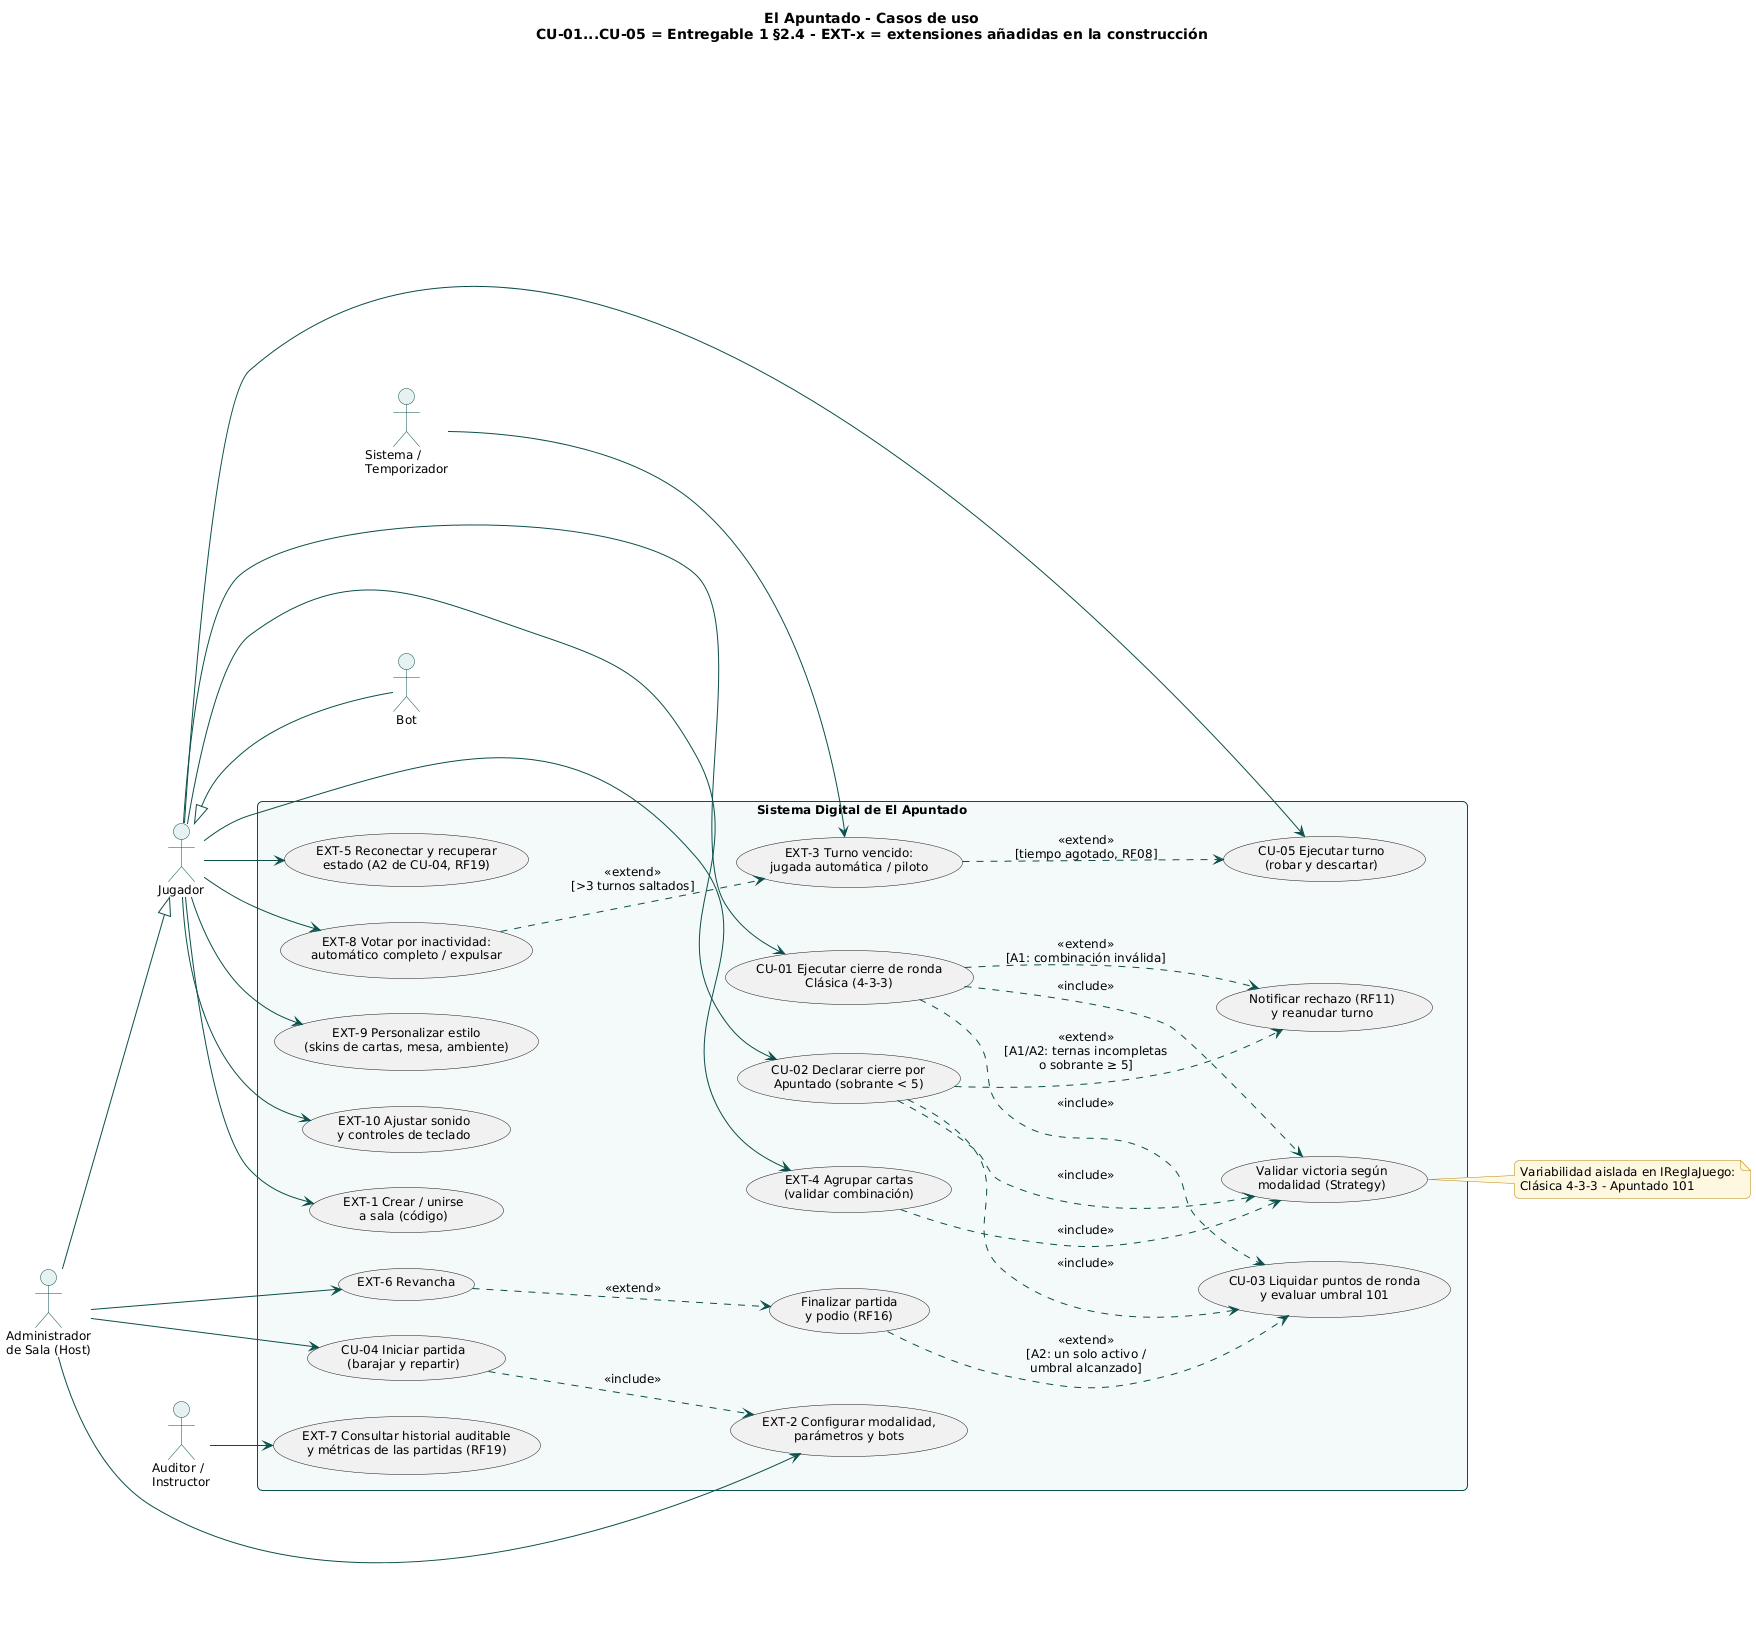 El Apuntado - Casos de uso
CU-01...CU-05 = Entregable 1 §2.4 - EXT-x = extensiones añadidas en la construcción
Sistema /
Temporizador
Bot
Jugador
Administrador
de Sala (Host)
Auditor /
Instructor
Sistema Digital de El Apuntado
EXT-5 Reconectar y recuperar
estado (A2 de CU-04, RF19)
EXT-8 Votar por inactividad:
automático completo / expulsar
EXT-9 Personalizar estilo
(skins de cartas, mesa, ambiente)
EXT-10 Ajustar sonido
y controles de teclado
EXT-1 Crear / unirse
a sala (código)
EXT-6 Revancha
CU-04 Iniciar partida
(barajar y repartir)
EXT-7 Consultar historial auditable
y métricas de las partidas (RF19)
«extend»
[>3 turnos saltados]
«extend»
«include»
EXT-3 Turno vencido:
jugada automática / piloto
CU-01 Ejecutar cierre de ronda
Clásica (4-3-3)
CU-02 Declarar cierre por
Apuntado (sobrante < 5)
EXT-4 Agrupar cartas
(validar combinación)
Finalizar partida
y podio (RF16)
EXT-2 Configurar modalidad,
parámetros y bots
«extend»
[tiempo agotado, RF08]
«extend»
[A1: combinación inválida]
«include»
«extend»
[A1/A2: ternas incompletas
o sobrante ≥ 5]
«include»
«include»
«include»
«include»
«extend»
[A2: un solo activo /
umbral alcanzado]
CU-05 Ejecutar turno
(robar y descartar)
Notificar rechazo (RF11)
y reanudar turno
Validar victoria según
modalidad (Strategy)
CU-03 Liquidar puntos de ronda
y evaluar umbral 101
Variabilidad aislada en IReglaJuego:
Clásica 4-3-3 - Apuntado 101